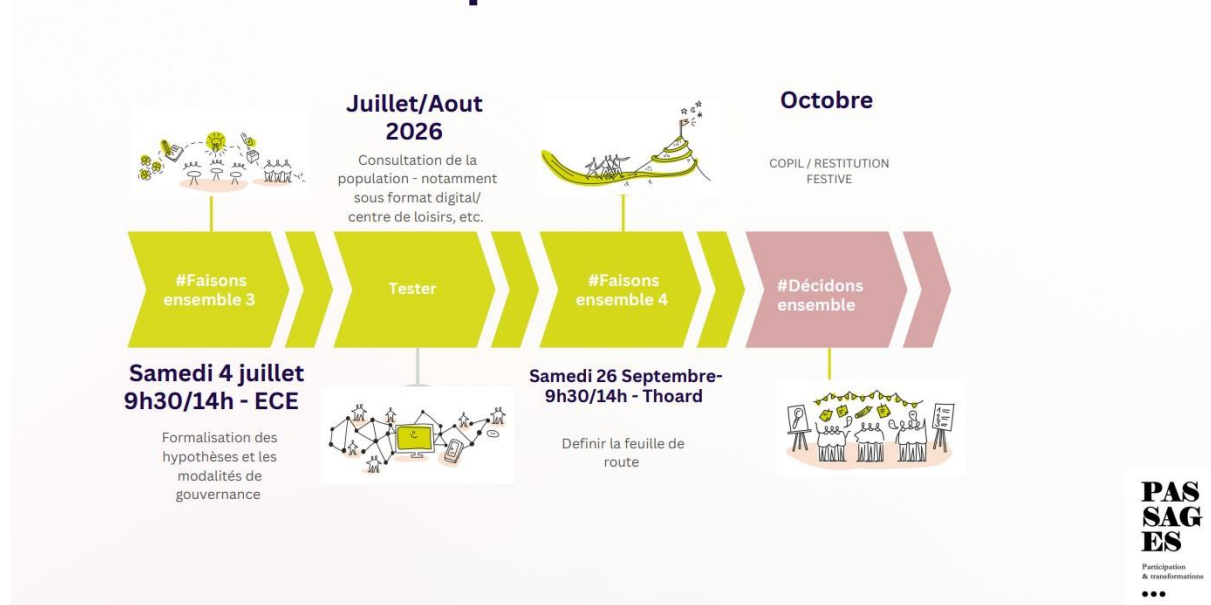 Juillet/Aout
2026
Consultation de la
population - notamment
sous format digital/
centre de loisirs, etc.
Octobre
COPIL / RESTITUTION
FESTIVE
#Faisons
ensemble 3
Tester
#Faisons
ensemble 4
#Décidons
ensemble
Samedi 4 juillet
9h30/14h - ECE
Formalisation des
hypothèses et les
modalités de
gouvernance
Samedi 26 Septembre-
9h30/14h - Thoard
Definir la feuille de
route
PAS
SAG
ES
Participation
& transformations